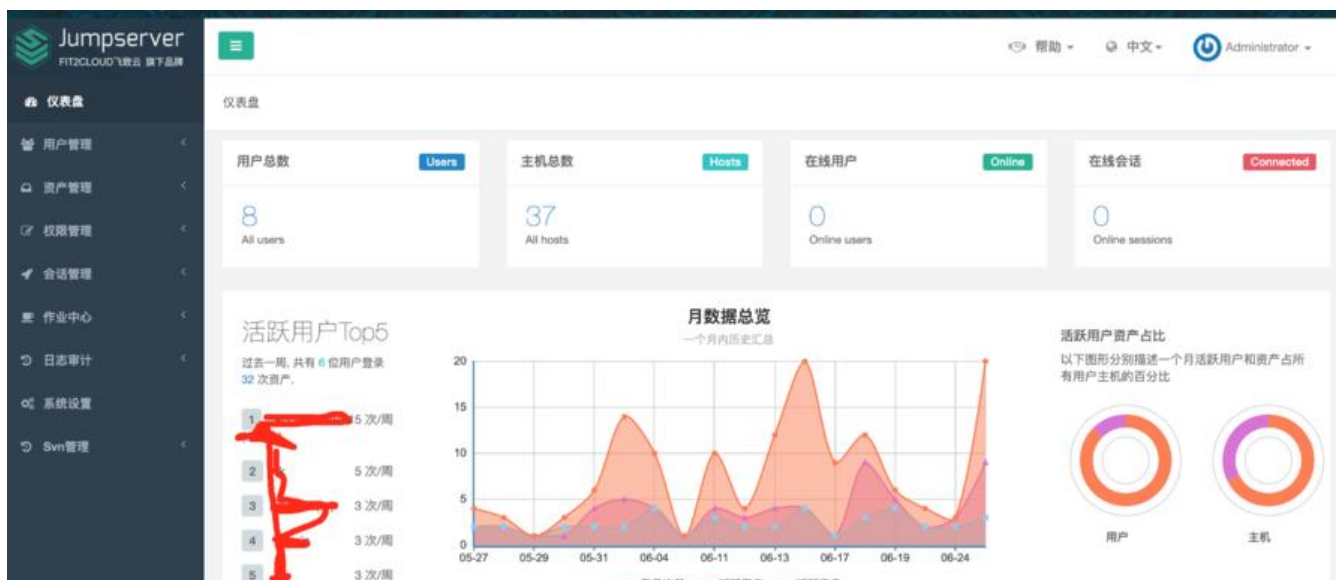 Jumpserver
FIT2CLOUD飞致云 旗下品牌
帮助
中文
Administrator
仪表盘
用户管理
资产管理
权限管理
会话管理
作业中心
日志审计
系统设置
Svn管理
仪表盘
用户总数 Users
8
All users
主机总数 Hosts
37
All hosts
在线用户 Online
0
Online users
在线会话 Connected
0
Online sessions
活跃用户Top5
过去一周, 共有 6 位用户登录
32 次资产.
1 5 次/周
2 5 次/周
3 3 次/周
4 3 次/周
5 3 次/周
月数据总览
一个月内历史汇总
20
15
10
5
0
05-27 05-29 05-31 06-04 06-11 06-13 06-17 06-19 06-24
活跃用户资产占比
以下图形分别描述一个月活跃用户和资产占所
有用户主机的百分比
用户 主机